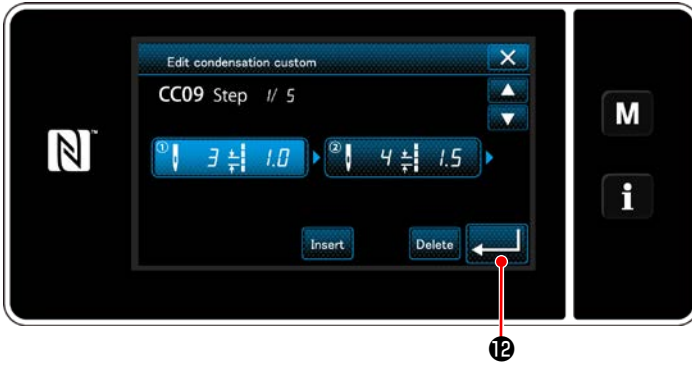 Edit condensation custom
CC09 Step 1/ 5
① 3 1.0 ② 4 1.5
Insert Delete
M
i
⓬